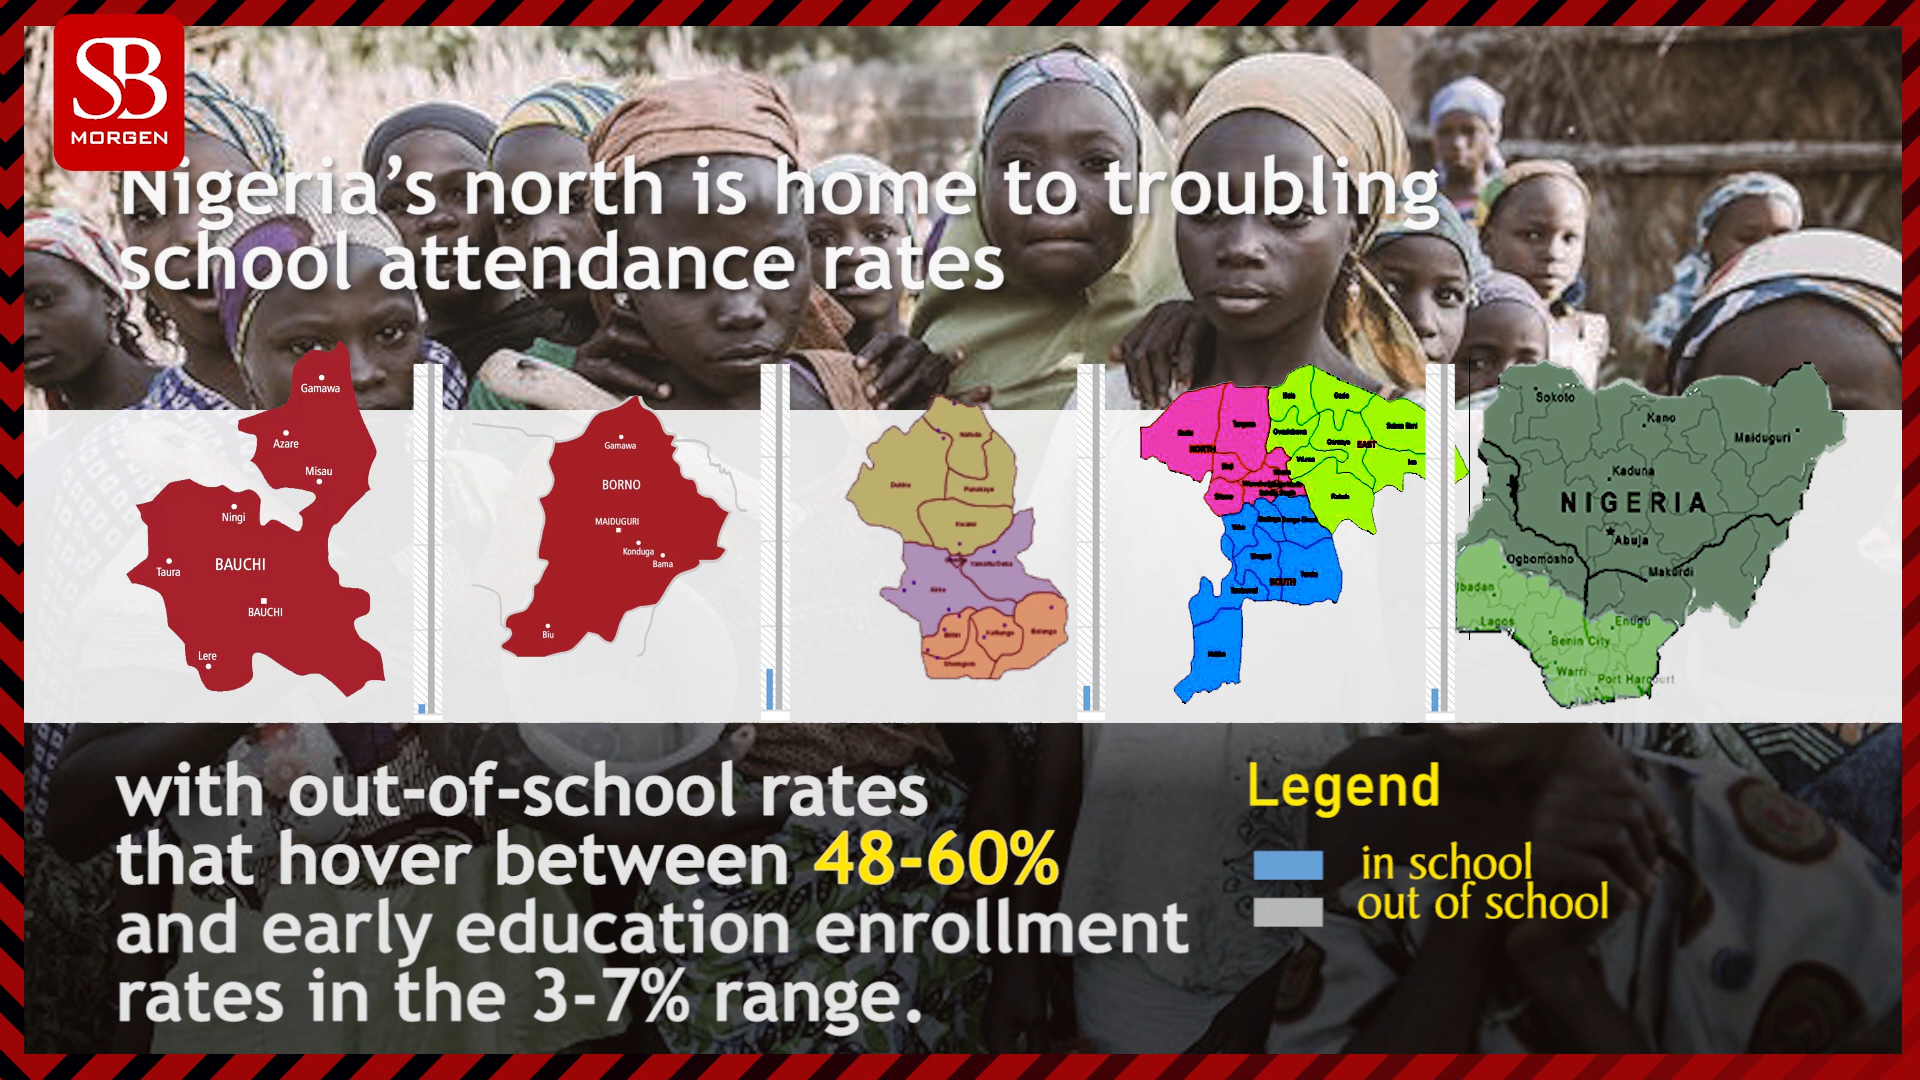 SB
MORGEN
Nigeria's north is home to troubling
school attendance rates
Gamawa
Azare
Misau
Ningi
Taura
BAUCHI
BAUCHI
Lere
Gamawa
BORNO
MAIDUGURI
Konduga
Bama
Biu
NORTH
EAST
SOUTH
Sokoto
Kano
Maiduguri
Kaduna
NIGERIA
Abuja
Ogbomosho
Makurdi
Ibadan
Lagos
Enugu
Benin City
Warri
Port Harcourt
with out-of-school rates
that hover between 48-60%
and early education enrollment
rates in the 3-7% range.
Legend
in school
out of school